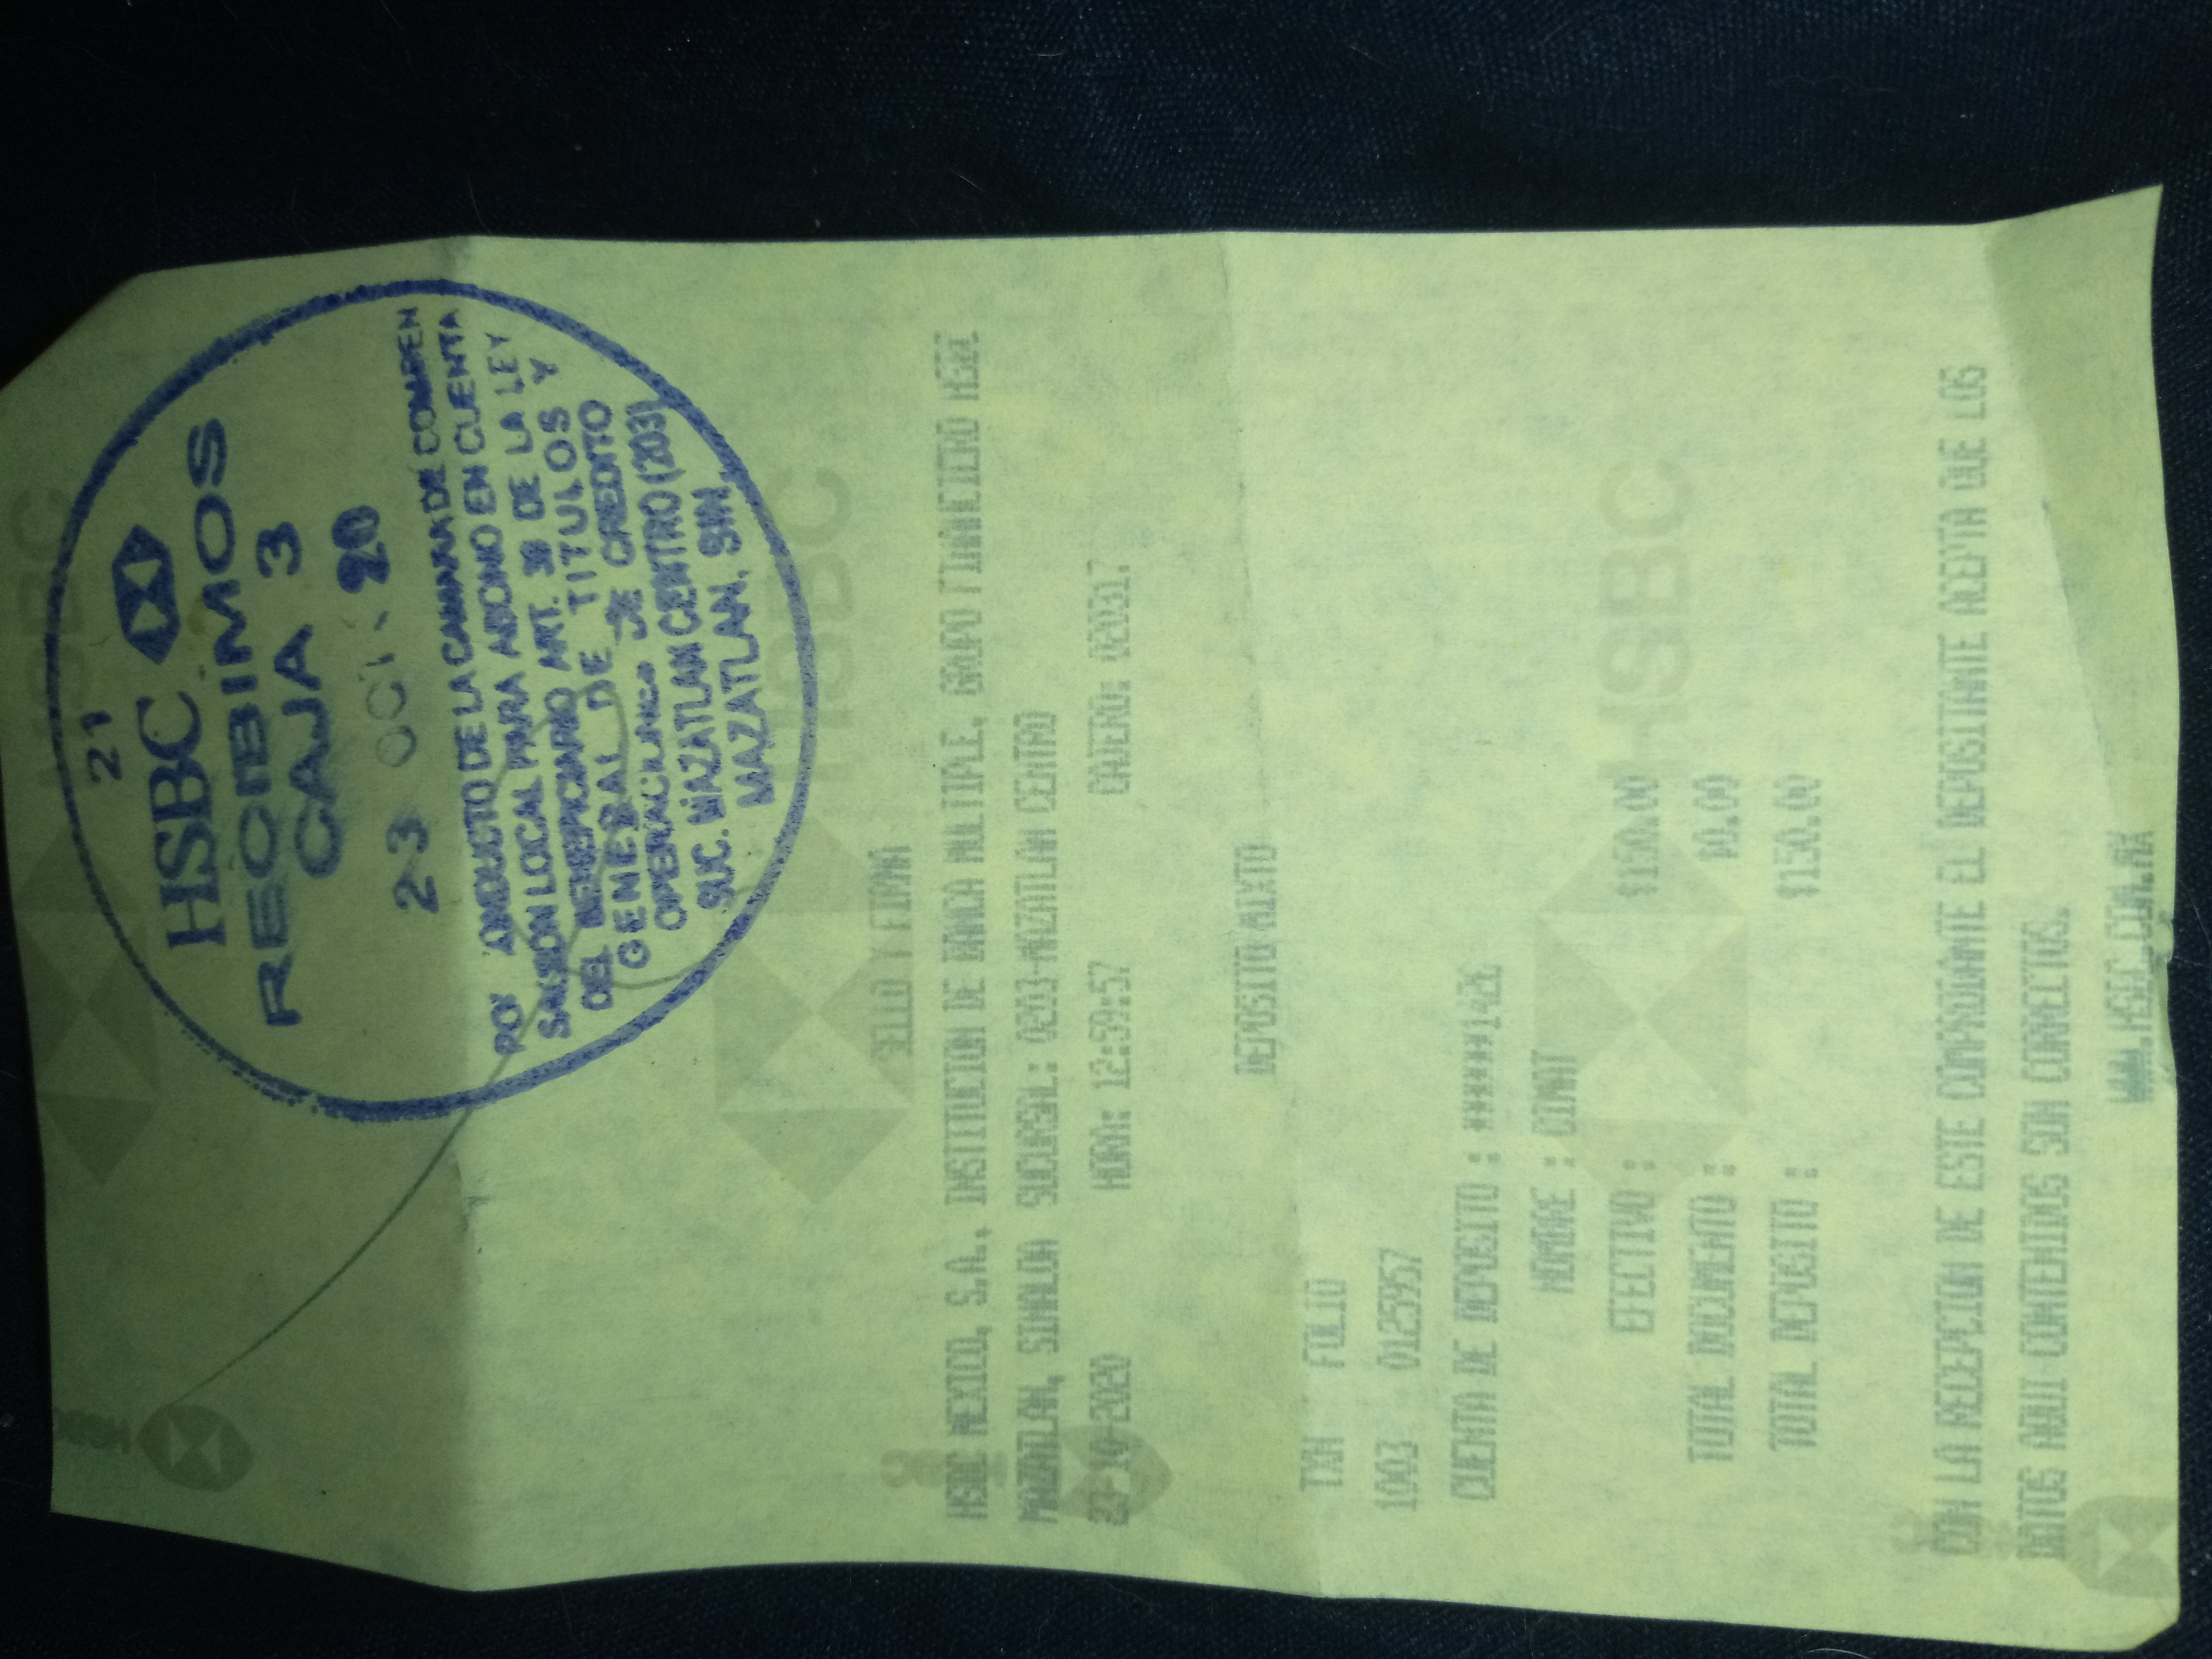 21
HSBC
RECIBIMOS
CAJA 3
23 OCT. 20
POR CONDUCTO DE LA CAMARA DE COMPEN
SACION LOCAL PARA ABONO EN CUENTA
DEL BENEFICIARIO ART. 39 DE LA LEY
GENERAL DE TITULOS Y
OPERACIONES DE CREDITO
SUC. MAZATLAN CENTRO (203)
MAZATLAN, SIN.
SELLO Y FIRMA
HSBC MEXICO, S.A., INSTITUCION DE BANCA MULTIPLE, GRUPO FINANCIERO HSBC
MAZATLAN, SINALOA SUCURSAL: 0203-MAZATLAN CENTRO
23-10-2020 HORA: 12:59:57 CAJERO: 02031.
DEPOSITO MIXTO
TXN FOLIO
1003 0125957
CUENTA DE DEPOSITO :
NOMBRE :
EFECTIVO : $150.00
TOTAL DOCUMENTO : $0.00
TOTAL DEPOSITO : $150.00
CON LA RECEPCION DE ESTE COMPROBANTE EL DEPOSITANTE ACEPTA QUE LOS
DATOS AQUI CONTENIDOS SON CORRECTOS.
WWW.HSBC.COM.MX
HSBC
HSBC
HSBC